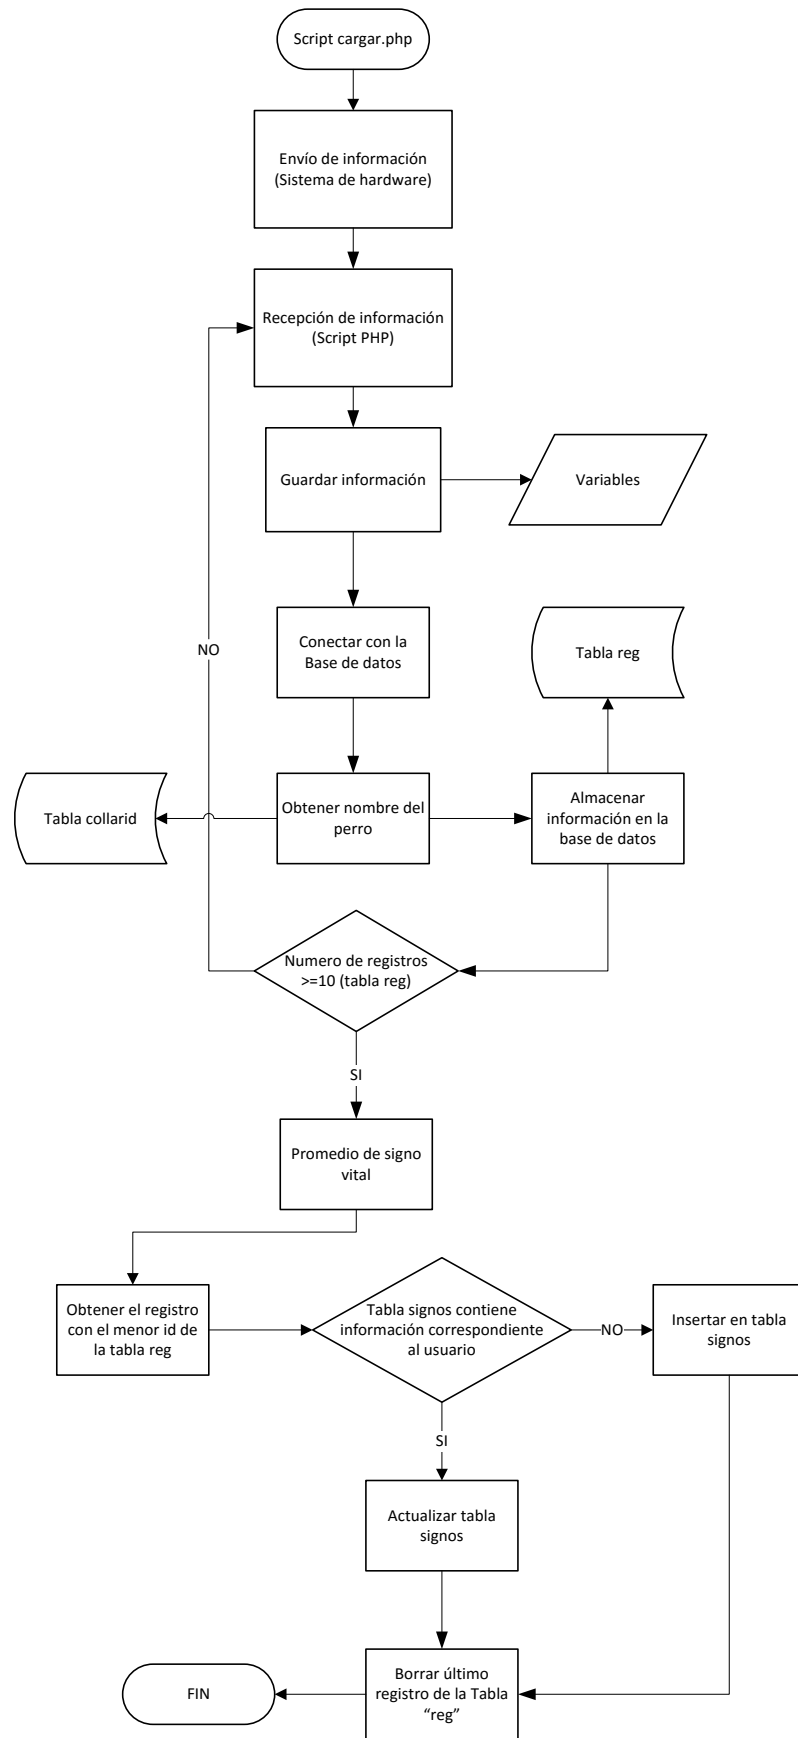 Script cargar.php
Envío de información
(Sistema de hardware)
Recepción de información
(Script PHP)
Guardar información
Variables
Conectar con la
Base de datos
Tabla reg
NO
Tabla collarid
Obtener nombre del
perro
Almacenar
información en la
base de datos
Numero de registros
>=10 (tabla reg)
SI
Promedio de signo
vital
Obtener el registro
con el menor id de
la tabla reg
Tabla signos contiene
información correspondiente
al usuario
NO
Insertar en tabla
signos
SI
Actualizar tabla
signos
Borrar último
registro de la Tabla
“reg”
FIN